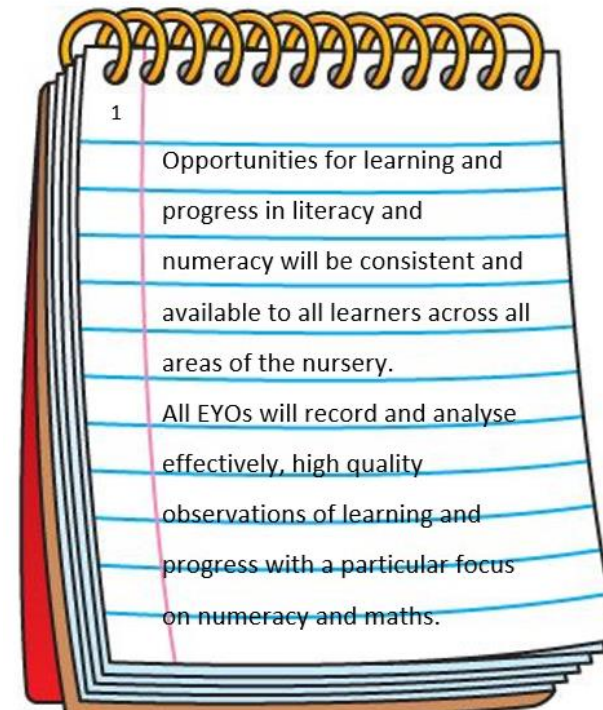 1
Opportunities for learning and
progress in literacy and
numeracy will be consistent and
available to all learners across all
areas of the nursery.
All EYOs will record and analyse
effectively, high quality
observations of learning and
progress with a particular focus
on numeracy and maths.